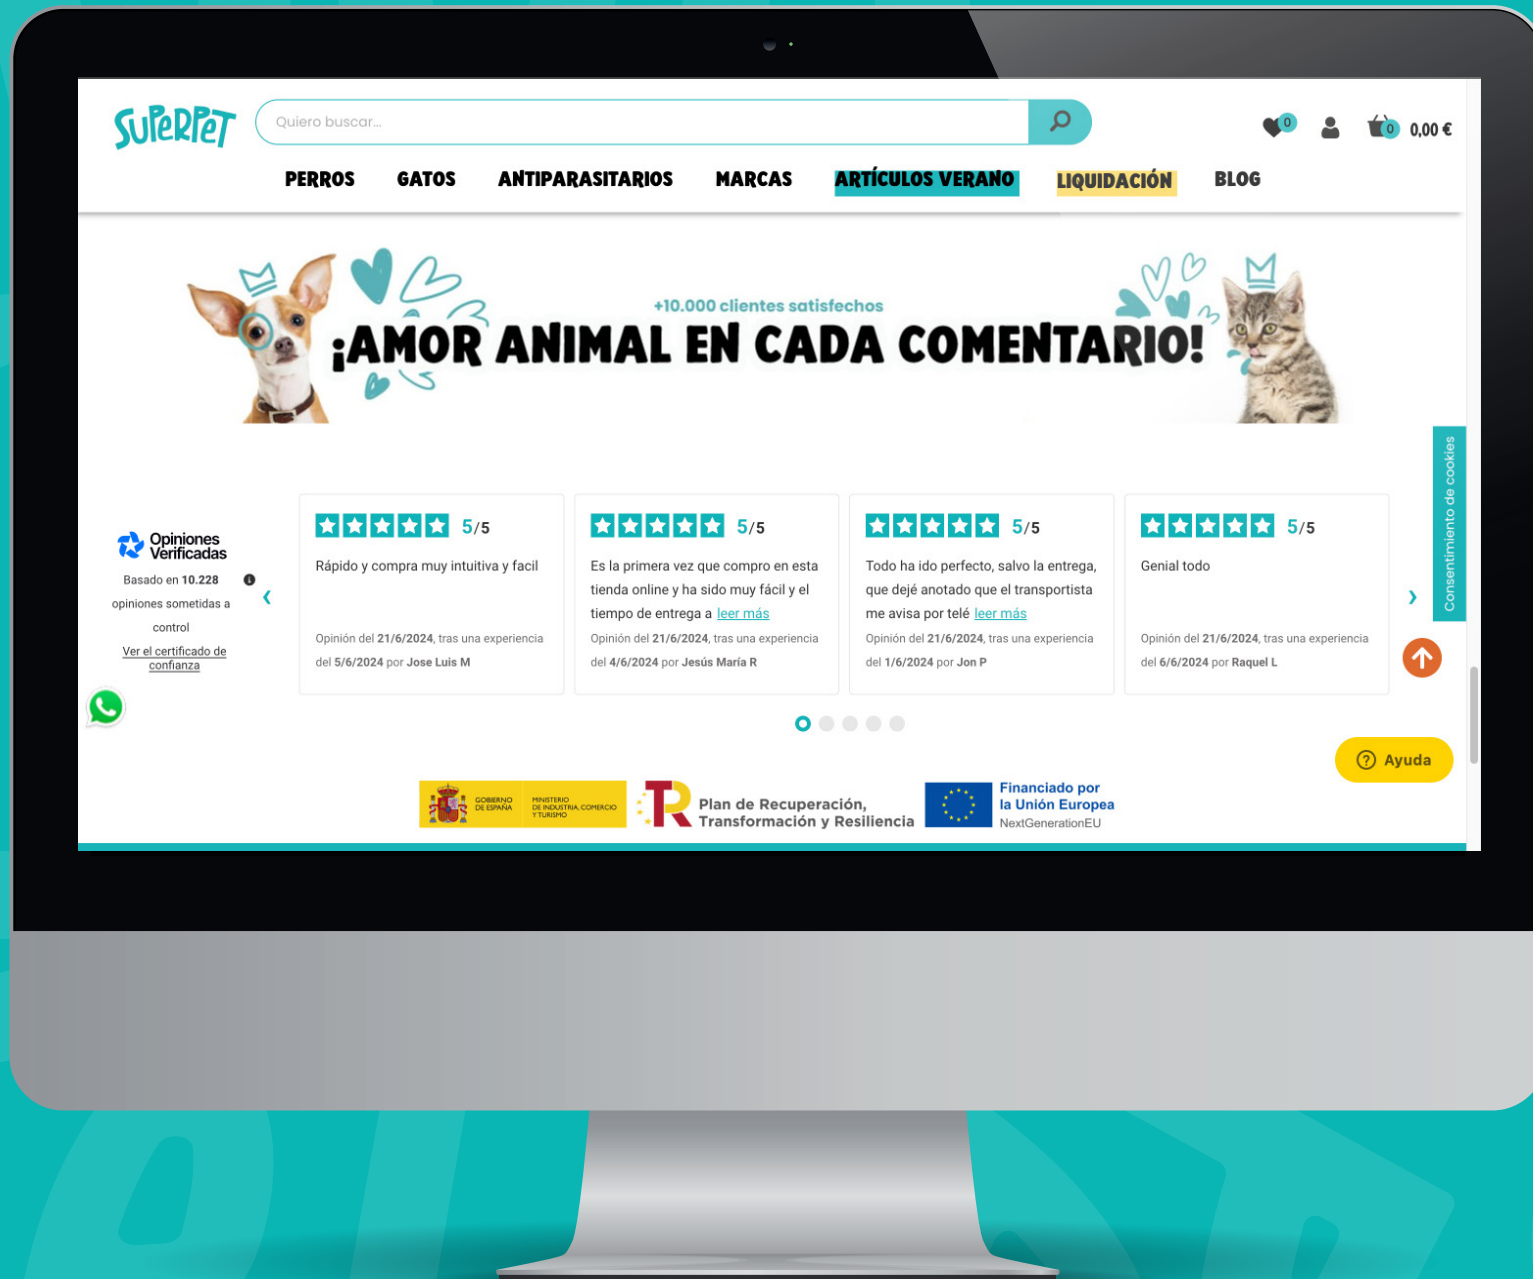 SUPERPET
Quiero buscar...
0
0
0,00 €
PERROS GATOS ANTIPARASITARIOS MARCAS ARTÍCULOS VERANO LIQUIDACIÓN BLOG
+10.000 clientes satisfechos
¡AMOR ANIMAL EN CADA COMENTARIO!
Consentimiento de cookies
Opiniones
Verificadas
Basado en 10.228
opiniones sometidas a
control
Ver el certificado de
confianza
5/5
Rápido y compra muy intuitiva y facil
Opinión del 21/6/2024, tras una experiencia
del 5/6/2024 por Jose Luis M
5/5
Es la primera vez que compro en esta
tienda online y ha sido muy fácil y el
tiempo de entrega a leer más
Opinión del 21/6/2024, tras una experiencia
del 4/6/2024 por Jesús María R
5/5
Todo ha ido perfecto, salvo la entrega,
que dejé anotado que el transportista
me avisa por telé leer más
Opinión del 21/6/2024, tras una experiencia
del 1/6/2024 por Jon P
5/5
Genial todo
Opinión del 21/6/2024, tras una experiencia
del 6/6/2024 por Raquel L
? Ayuda
GOBIERNO
DE ESPAÑA
MINISTERIO
DE INDUSTRIA, COMERCIO
Y TURISMO
Plan de Recuperación,
Transformación y Resiliencia
Financiado por
la Unión Europea
NextGenerationEU